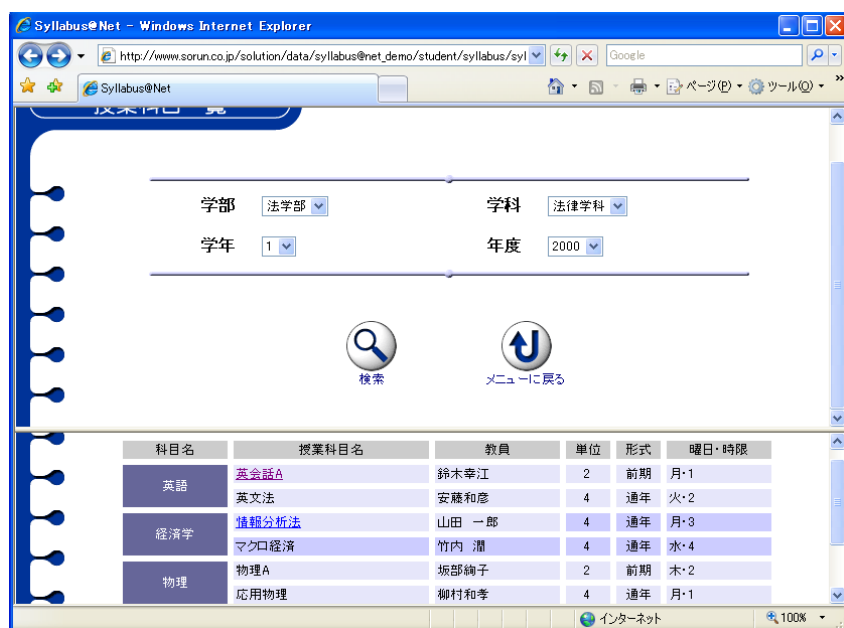 Syllabus@Net - Windows Internet Explorer
http://www.sorun.co.jp/solution/data/syllabus@net_demo/student/syllabus/syl
Google
Syllabus@Net
ページ(P)
ツール(O)
授業科目一覧
学部 法学部 学科 法律学科
学年 1 年度 2000
検索 メニューに戻る
科目名 授業科目名 教員 単位 形式 曜日・時限
英語
英会話A 鈴木幸江 2 前期 月・1
英文法 安藤和彦 4 通年 火・2
経済学
情報分析法 山田 一郎 4 通年 月・3
マクロ経済 竹内 潤 4 通年 水・4
物理
物理A 坂部絢子 2 前期 木・2
応用物理 柳村和孝 4 通年 月・1
インターネット 100%